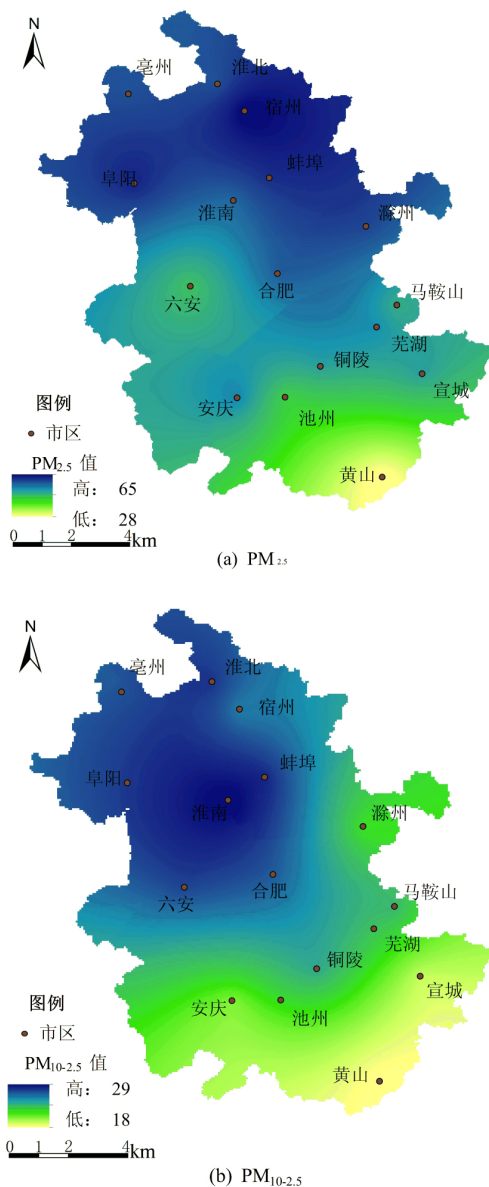 N
亳州
淮北
宿州
蚌埠
阜阳
淮南
滁州
合肥
六安
马鞍山
芜湖
铜陵
宣城
安庆
池州
黄山
图例
市区
PM2.5 值
高： 65
低： 28
0 1 2 4
km
(a) PM 2.5
N
亳州
淮北
宿州
蚌埠
阜阳
淮南
滁州
合肥
六安
马鞍山
芜湖
铜陵
宣城
安庆
池州
黄山
图例
市区
PM10-2.5 值
高： 29
低： 18
0 1 2 4
km
(b) PM10-2.5